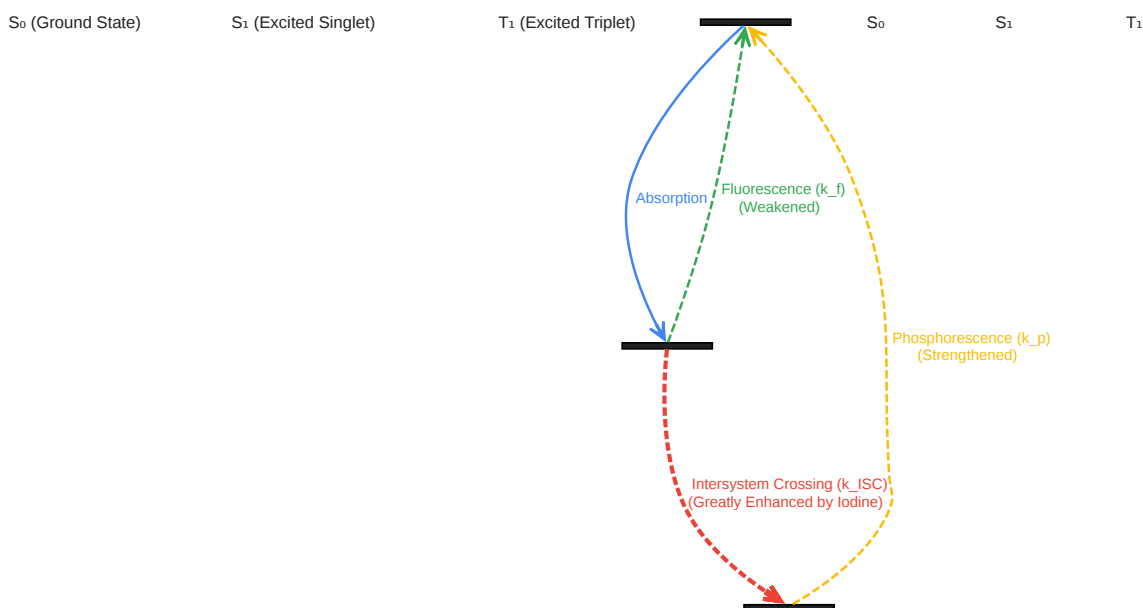 S₀ (Ground State)
S₁ (Excited Singlet)
T₁ (Excited Triplet)
S₀
S₁
T₁
Absorption
Fluorescence (k_f)
(Weakened)
Phosphorescence (k_p)
(Strengthened)
Intersystem Crossing (k_ISC)
(Greatly Enhanced by Iodine)